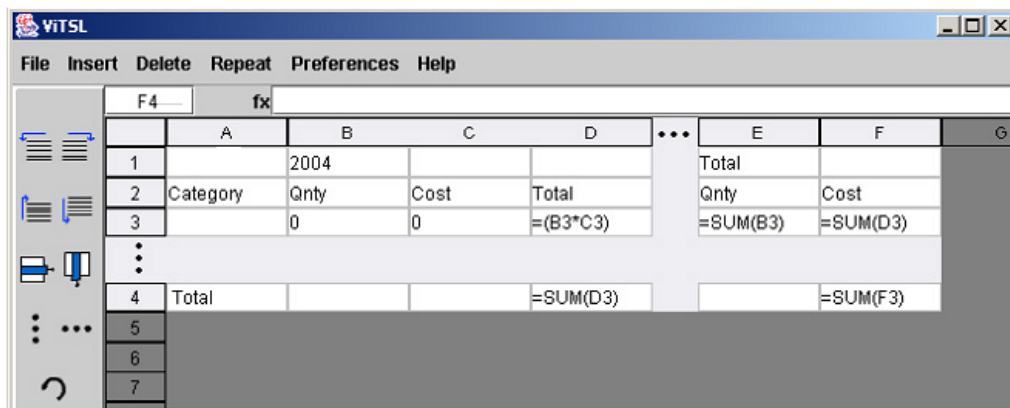 ViTSL
File Insert Delete Repeat Preferences Help
F4 fx
A B C D ••• E F G
1 2004 Total
2 Category Qnty Cost Total Qnty Cost
3 0 0 =(B3*C3) =SUM(B3) =SUM(D3)
4 Total =SUM(D3) =SUM(F3)
5
6
7